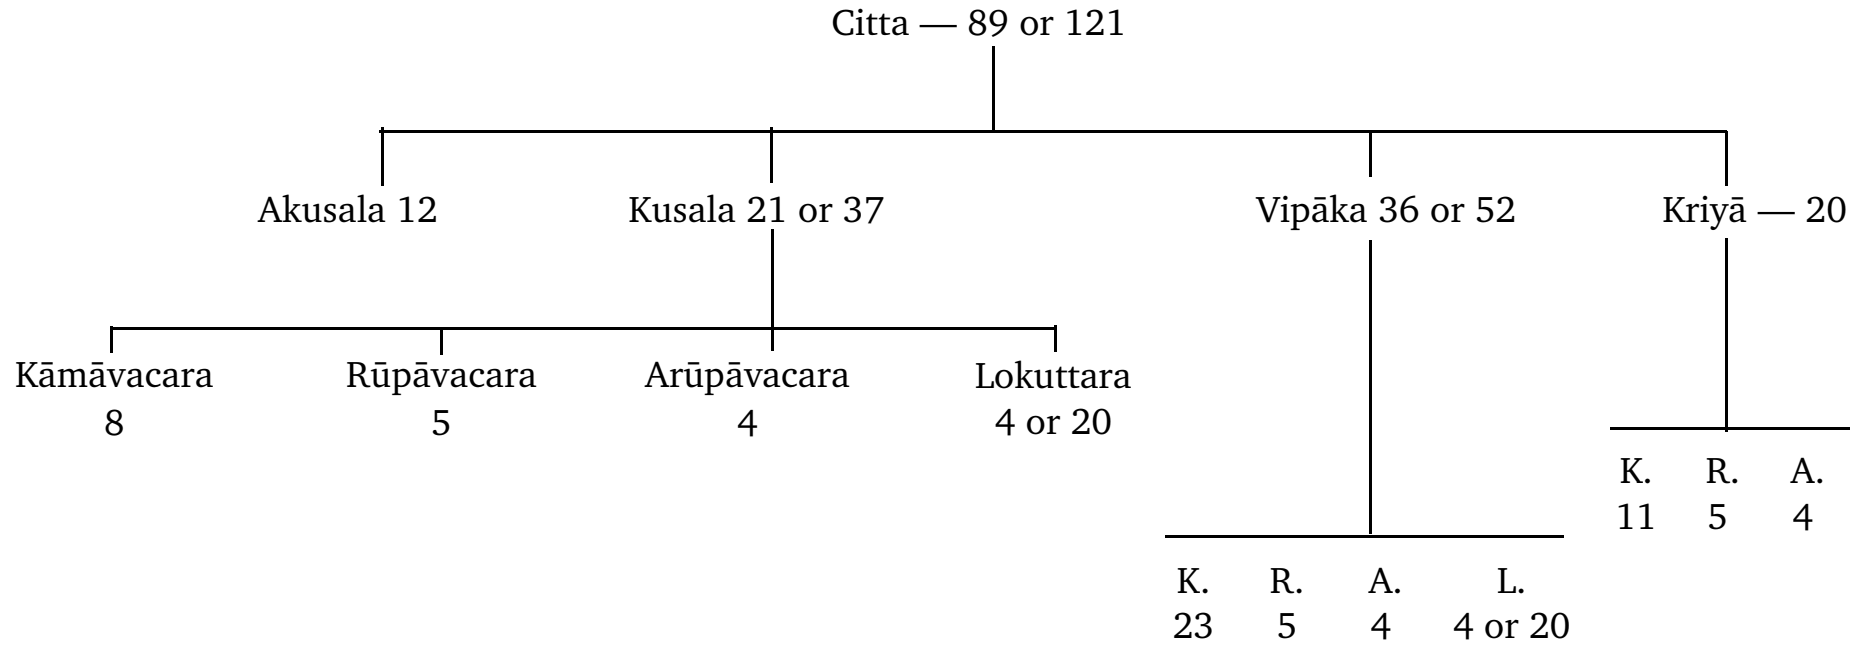 Citta — 89 or 121
Akusala 12 Kusala 21 or 37 Vipāka 36 or 52 Kriyā — 20
Kāmāvacara Rūpāvacara Arūpāvacara Lokuttara
8 5 4 4 or 20
K. R. A.
11 5 4
K. R. A. L.
23 5 4 4 or 20